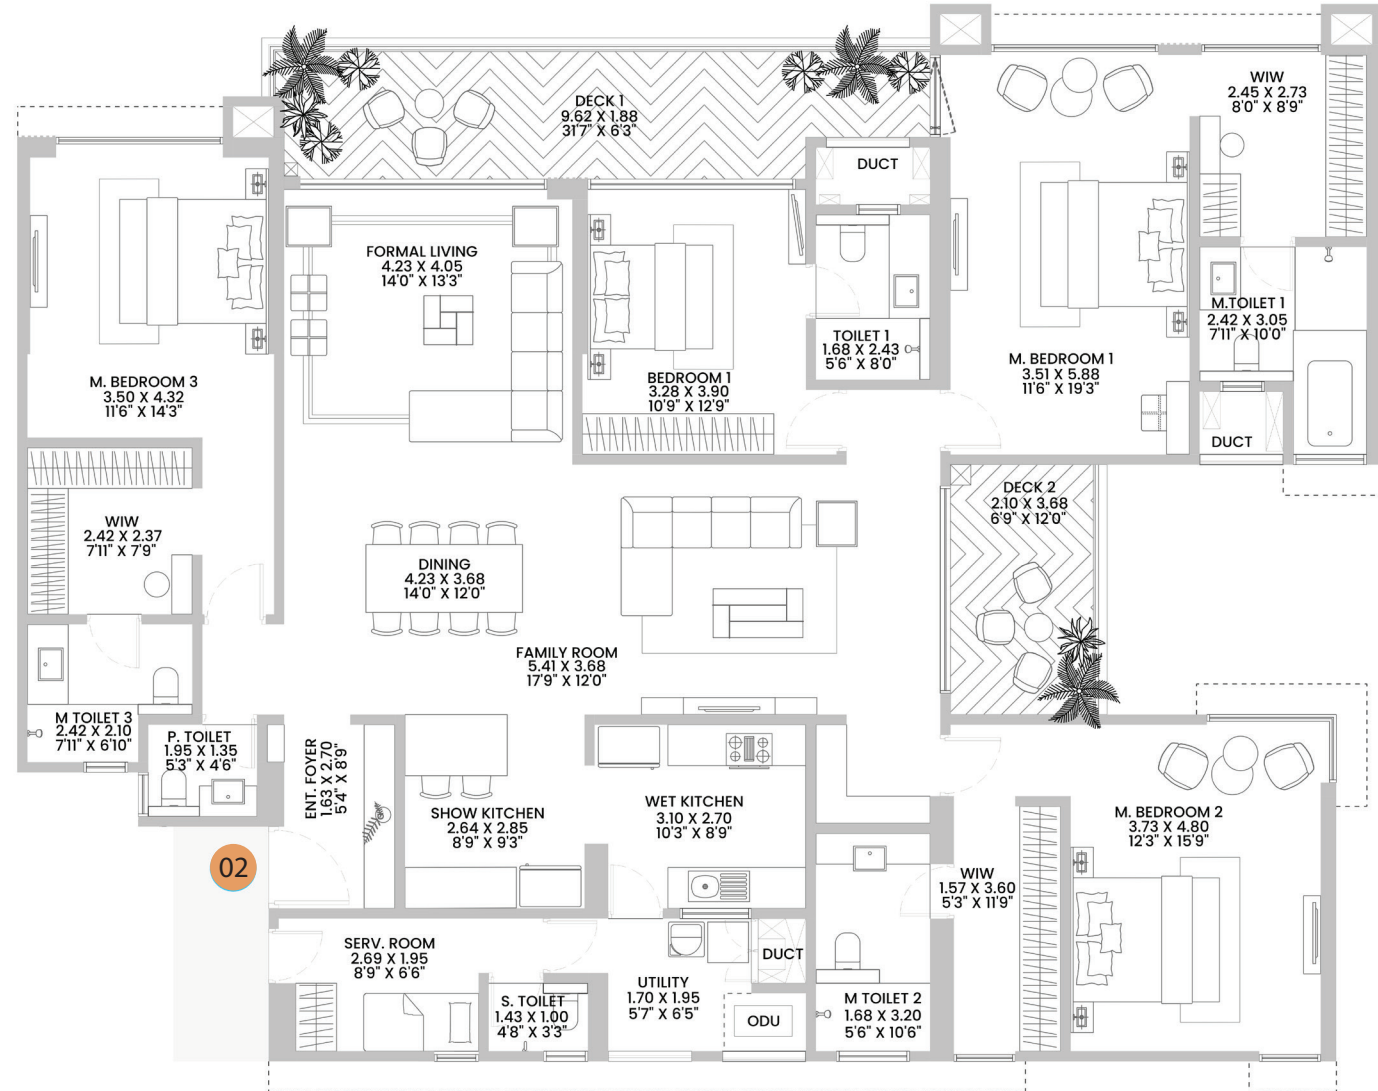 DECK 1
9.62 X 1.88
31'7" X 6'3"
WIW
2.45 X 2.73
8'0" X 8'9"
DUCT
FORMAL LIVING
4.23 X 4.05
14'0" X 13'3"
M.TOILET 1
2.42 X 3.05
7'11" X 10'0"
TOILET 1
1.68 X 2.43
5'6" X 8'0"
M. BEDROOM 1
3.51 X 5.88
11'6" X 19'3"
M. BEDROOM 3
3.50 X 4.32
11'6" X 14'3"
BEDROOM 1
3.28 X 3.90
10'9" X 12'9"
DUCT
DECK 2
2.10 X 3.68
6'9" X 12'0"
WIW
2.42 X 2.37
7'11" X 7'9"
DINING
4.23 X 3.68
14'0" X 12'0"
FAMILY ROOM
5.41 X 3.68
17'9" X 12'0"
M TOILET 3
2.42 X 2.10
7'11" X 6'10"
P. TOILET
1.95 X 1.35
5'3" X 4'6"
ENT. FOYER
1.63 X 2.70
5'4" X 8'9"
SHOW KITCHEN
2.64 X 2.85
8'9" X 9'3"
WET KITCHEN
3.10 X 2.70
10'3" X 8'9"
M. BEDROOM 2
3.73 X 4.80
12'3" X 15'9"
02
WIW
1.57 X 3.60
5'3" X 11'9"
SERV. ROOM
2.69 X 1.95
8'9" X 6'6"
DUCT
UTILITY
1.70 X 1.95
5'7" X 6'5"
S. TOILET
1.43 X 1.00
4'8" X 3'3"
ODU
M TOILET 2
1.68 X 3.20
5'6" X 10'6"